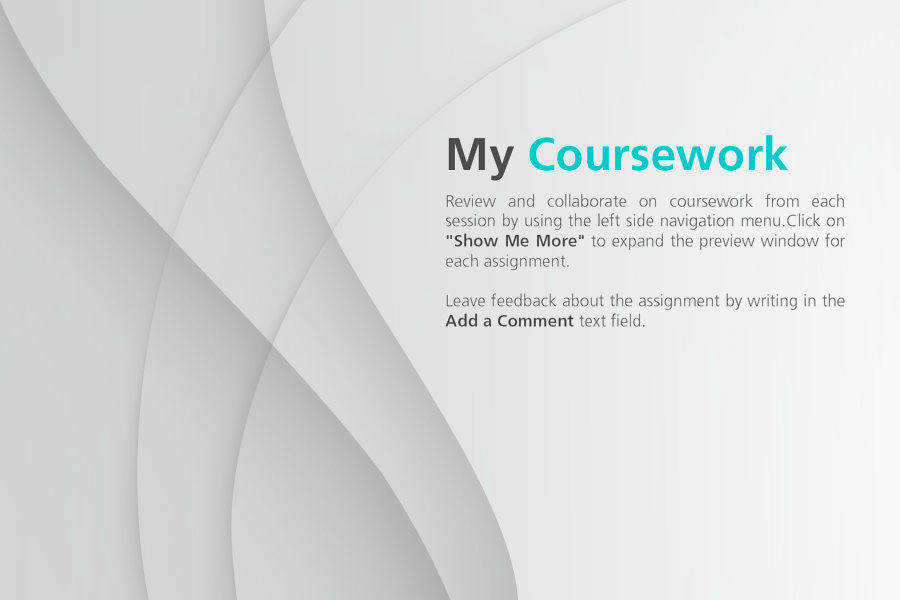 My Coursework
Review and collaborate on coursework from each
session by using the left side navigation menu.Click on
"Show Me More" to expand the preview window for
each assignment.
Leave feedback about the assignment by writing in the
Add a Comment text field.